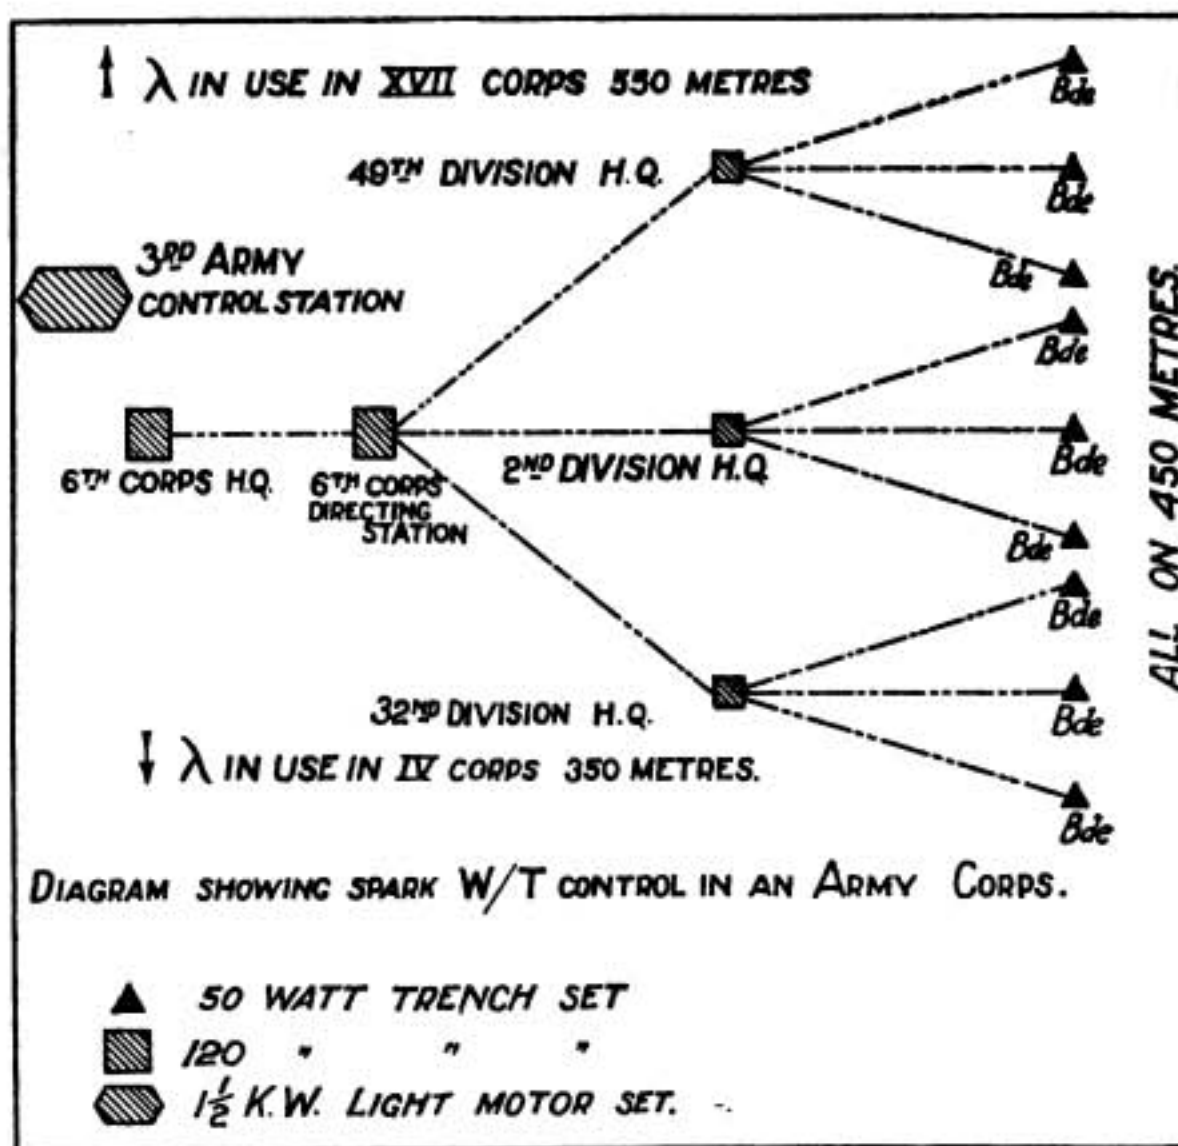 λ IN USE IN XVII CORPS 550 METRES
Bde
49TH DIVISION H.Q.
Bde
3RD ARMY
CONTROL STATION
Bde
Bde
6TH CORPS H.Q.
6TH CORPS
DIRECTING
STATION
2ND DIVISION H.Q.
Bde
Bde
Bde
32ND DIVISION H.Q.
Bde
λ IN USE IN IV CORPS 350 METRES.
Bde
ALL ON 450 METRES.
DIAGRAM SHOWING SPARK W/T CONTROL IN AN ARMY CORPS.
50 WATT TRENCH SET
120 " " "
1½ K.W. LIGHT MOTOR SET.